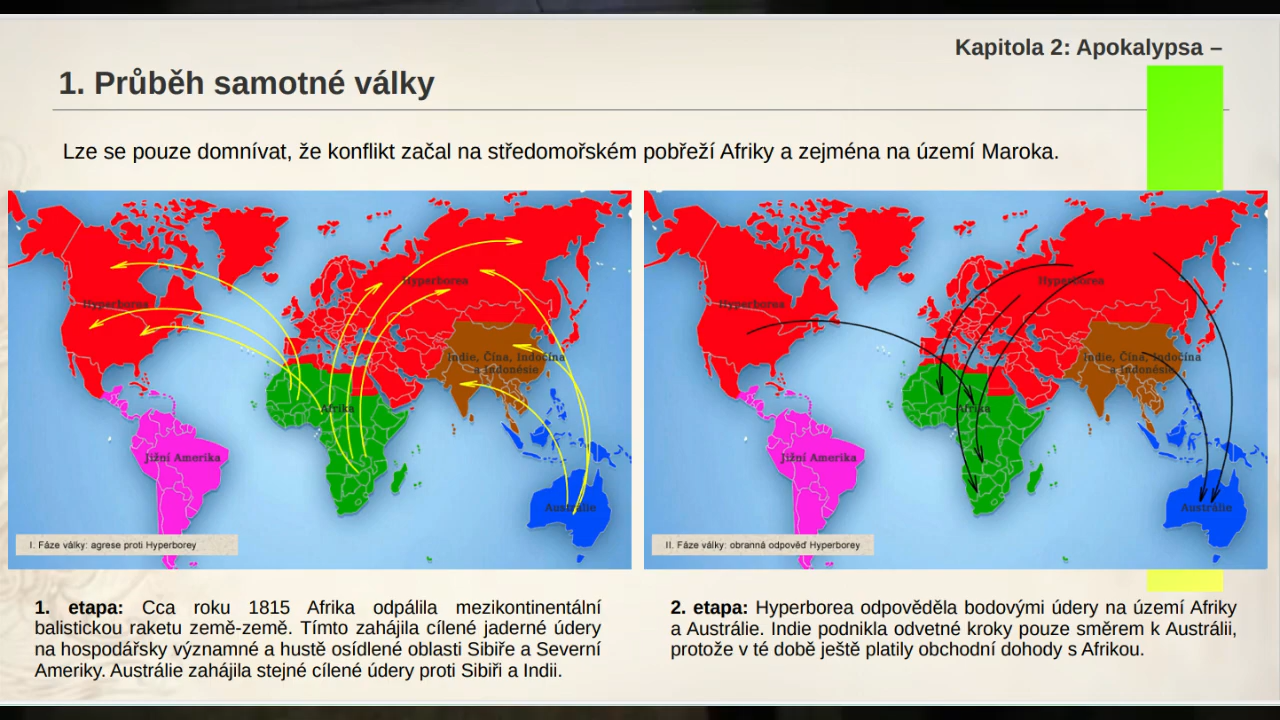 Kapitola 2: Apokalypsa –
1. Průběh samotné války
Lze se pouze domnívat, že konflikt začal na středomořském pobřeží Afriky a zejména na území Maroka.
Hyperborea
Hyperborea
Indie, Čína, Indočína
a Indonésie
Afrika
Jižní Amerika
Austrálie
I. Fáze války: agrese proti Hyperborey
Hyperborea
Hyperborea
Indie, Čína, Indočína
a Indonésie
Afrika
Jižní Amerika
Austrálie
II. Fáze války: obranná odpověď Hyperborey
1. etapa: Cca roku 1815 Afrika odpálila mezikontinentální
balistickou raketu země-země. Tímto zahájila cílené jaderné údery
na hospodářsky významné a hustě osídlené oblasti Sibiře a Severní
Ameriky. Austrálie zahájila stejné cílené údery proti Sibiři a Indii.
2. etapa: Hyperborea odpověděla bodovými údery na území Afriky
a Austrálie. Indie podnikla odvetné kroky pouze směrem k Austrálii,
protože v té době ještě platily obchodní dohody s Afrikou.